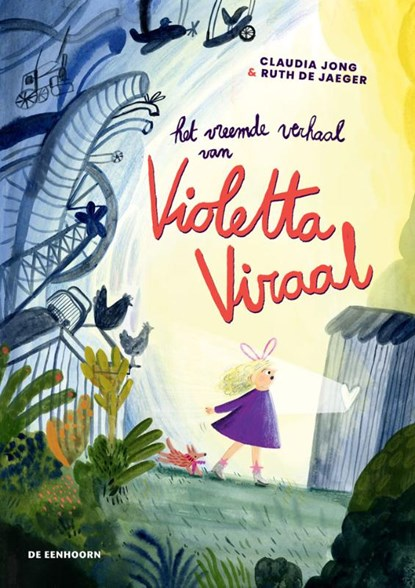 CLAUDIA JONG
& RUTH DE JAEGER
het vreemde verhaal
van
Violetta
Viraal
DE EENHOORN